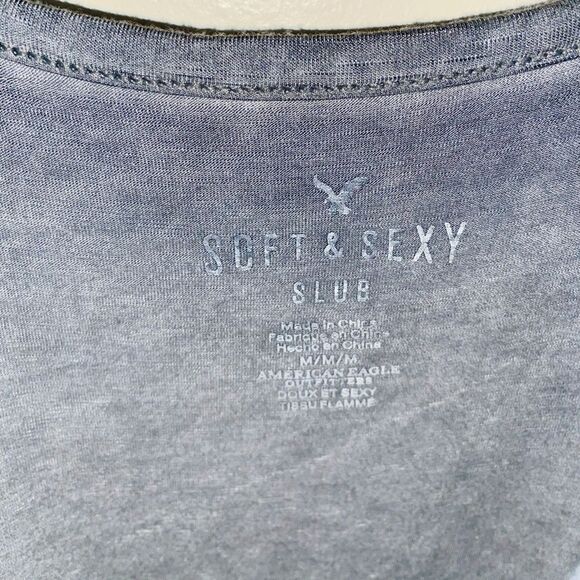 SOFT & SEXY
SLUB
Made in China
Fabriqué en Chine
Hecho en China
M/M/M
AMERICAN EAGLE
OUTFITTERS
DOUX ET SEXY
TISSU FLAMMÉ